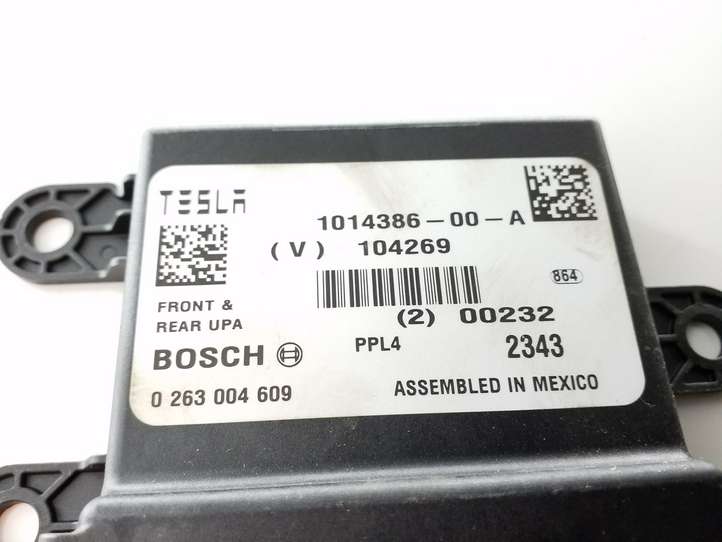 TESLA
1014386-00-A
(V) 104269
864
FRONT &
REAR UPA
(2) 00232
BOSCH
PPL4
2343
0 263 004 609
ASSEMBLED IN MEXICO